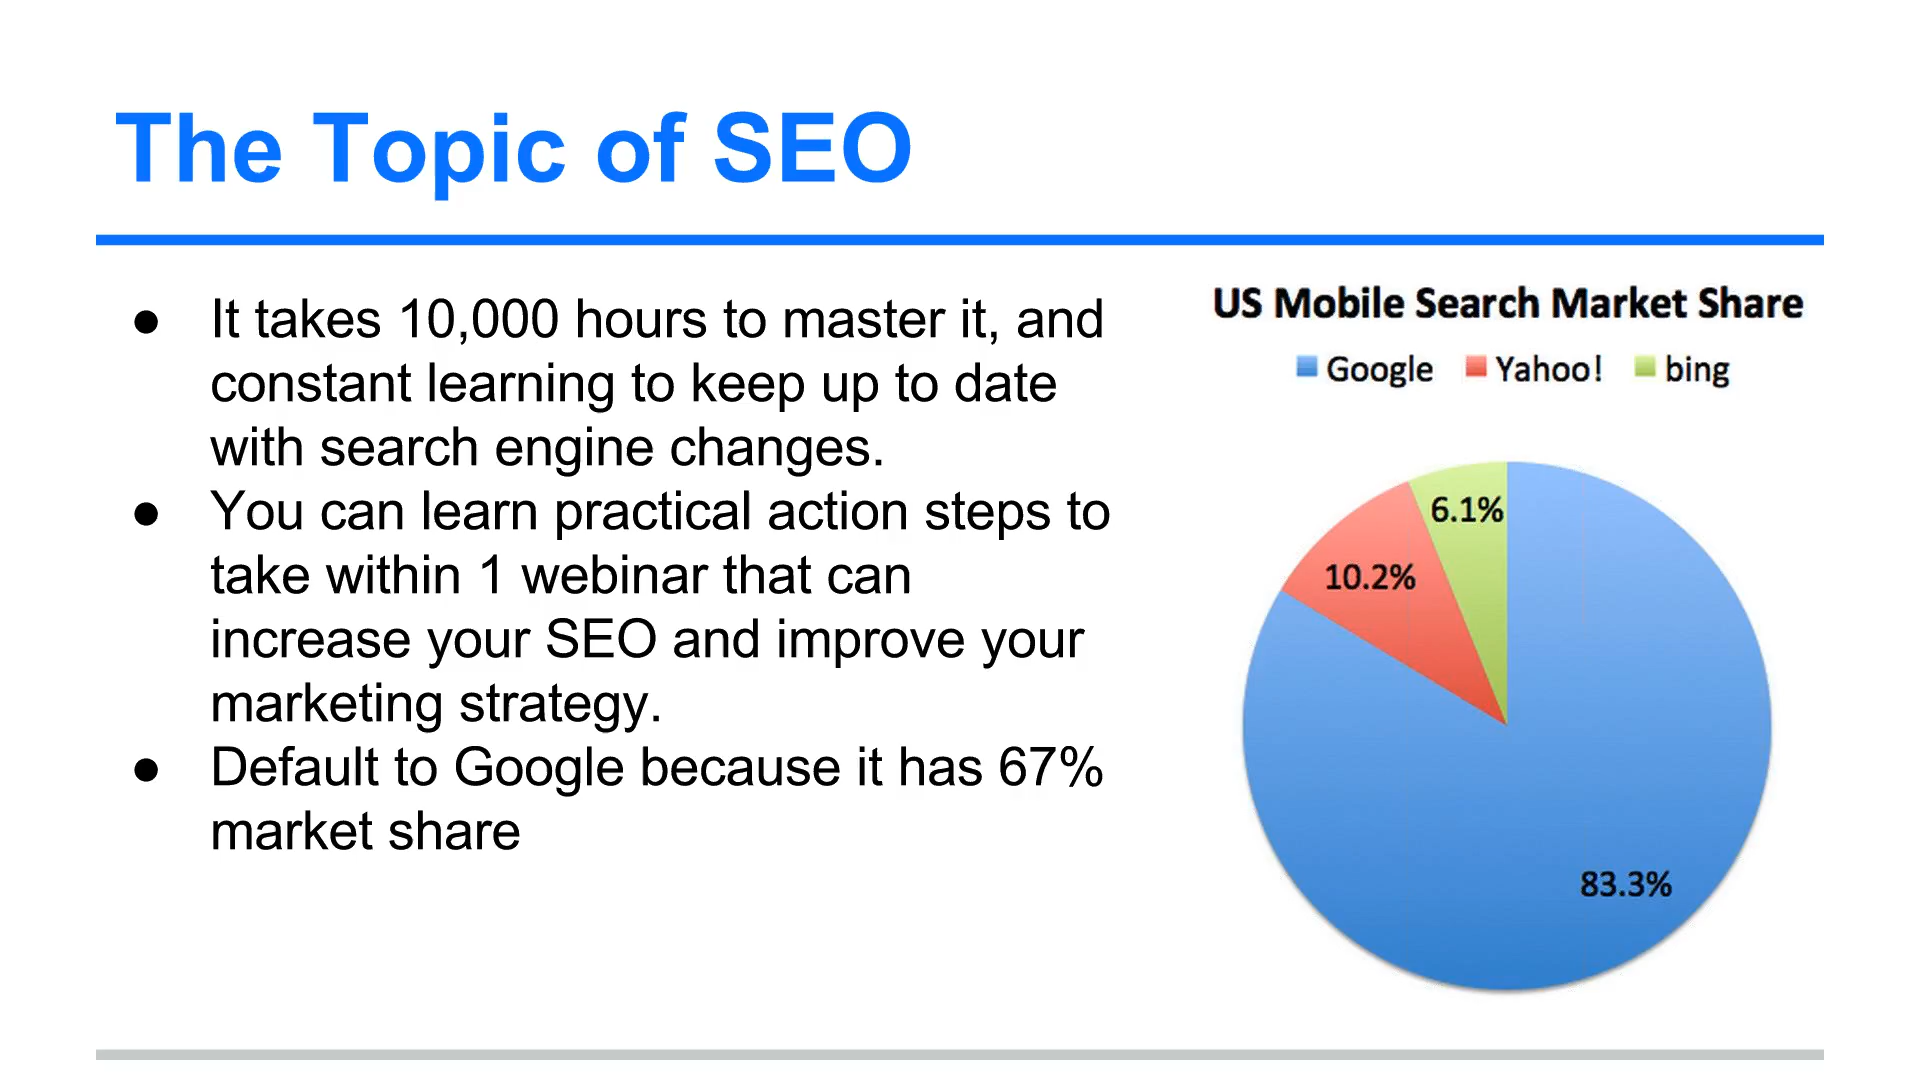 The Topic of SEO
● It takes 10,000 hours to master it, and
constant learning to keep up to date
with search engine changes.
● You can learn practical action steps to
take within 1 webinar that can
increase your SEO and improve your
marketing strategy.
● Default to Google because it has 67%
market share
US Mobile Search Market Share
Google Yahoo! bing
6.1%
10.2%
83.3%